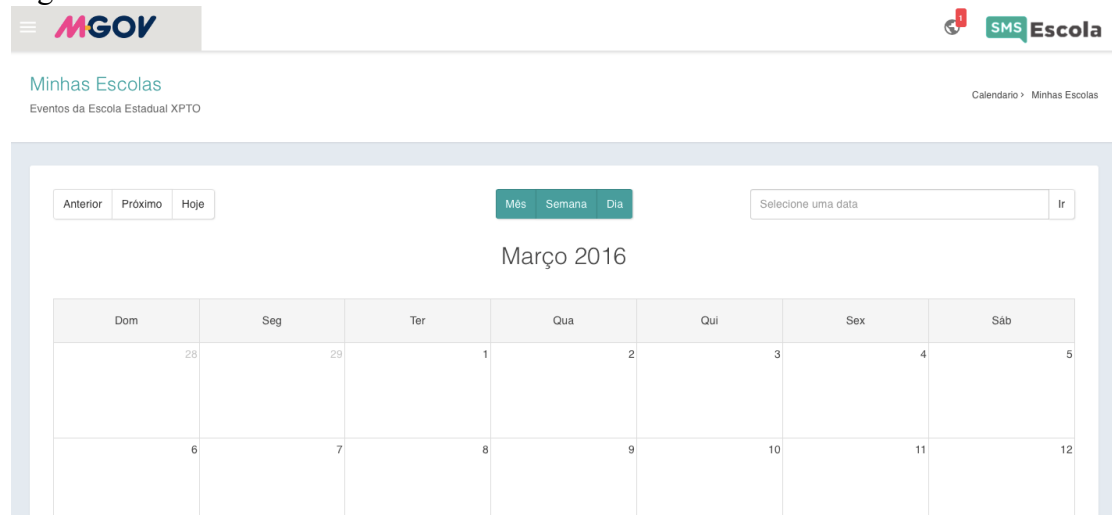 MGOV
1
SMS Escola
Minhas Escolas
Eventos da Escola Estadual XPTO
Calendario > Minhas Escolas
Anterior Próximo Hoje
Mês Semana Dia
Selecione uma data Ir
Março 2016
Dom Seg Ter Qua Qui Sex Sáb
28 29 1 2 3 4 5
6 7 8 9 10 11 12